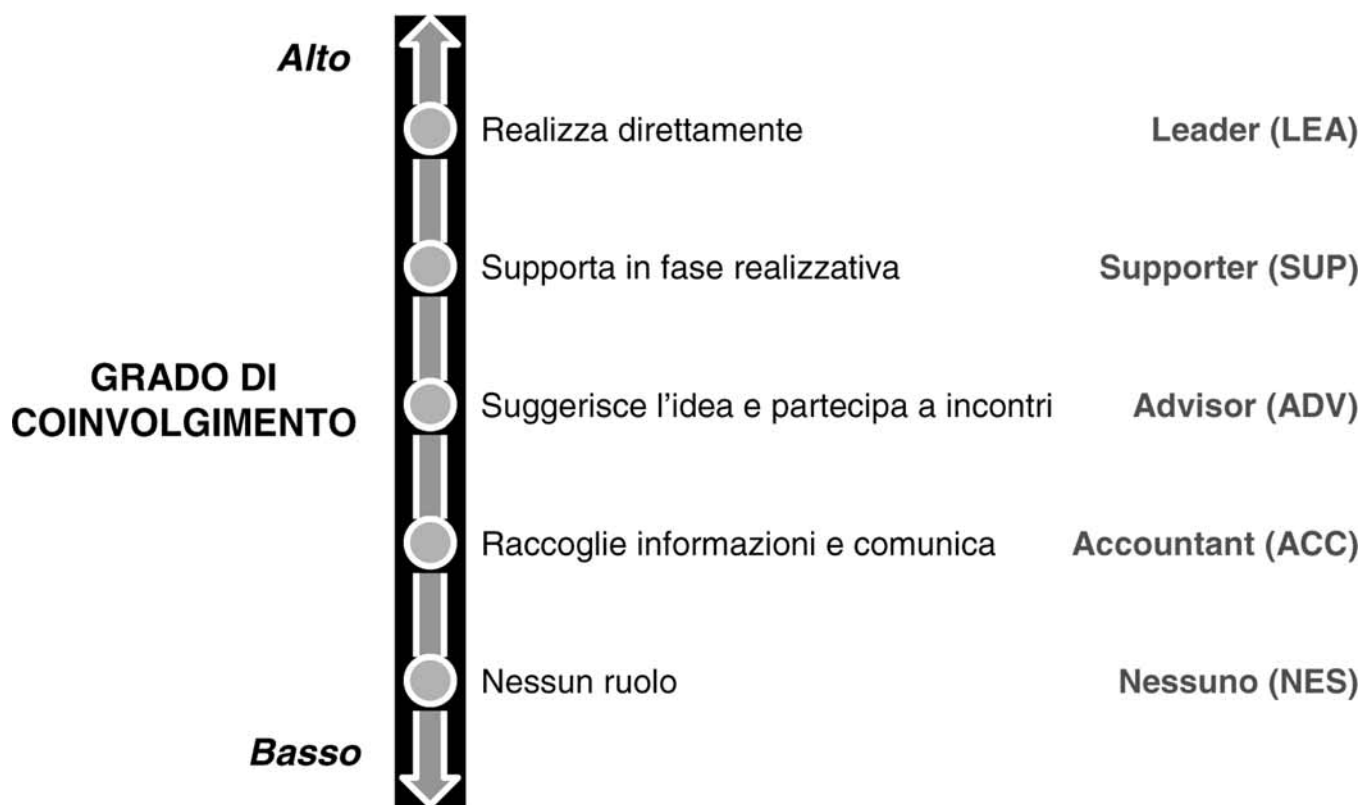 Alto
Realizza direttamente Leader (LEA)
Supporta in fase realizzativa Supporter (SUP)
GRADO DI
COINVOLGIMENTO
Suggerisce l'idea e partecipa a incontri Advisor (ADV)
Raccoglie informazioni e comunica Accountant (ACC)
Nessun ruolo Nessuno (NES)
Basso